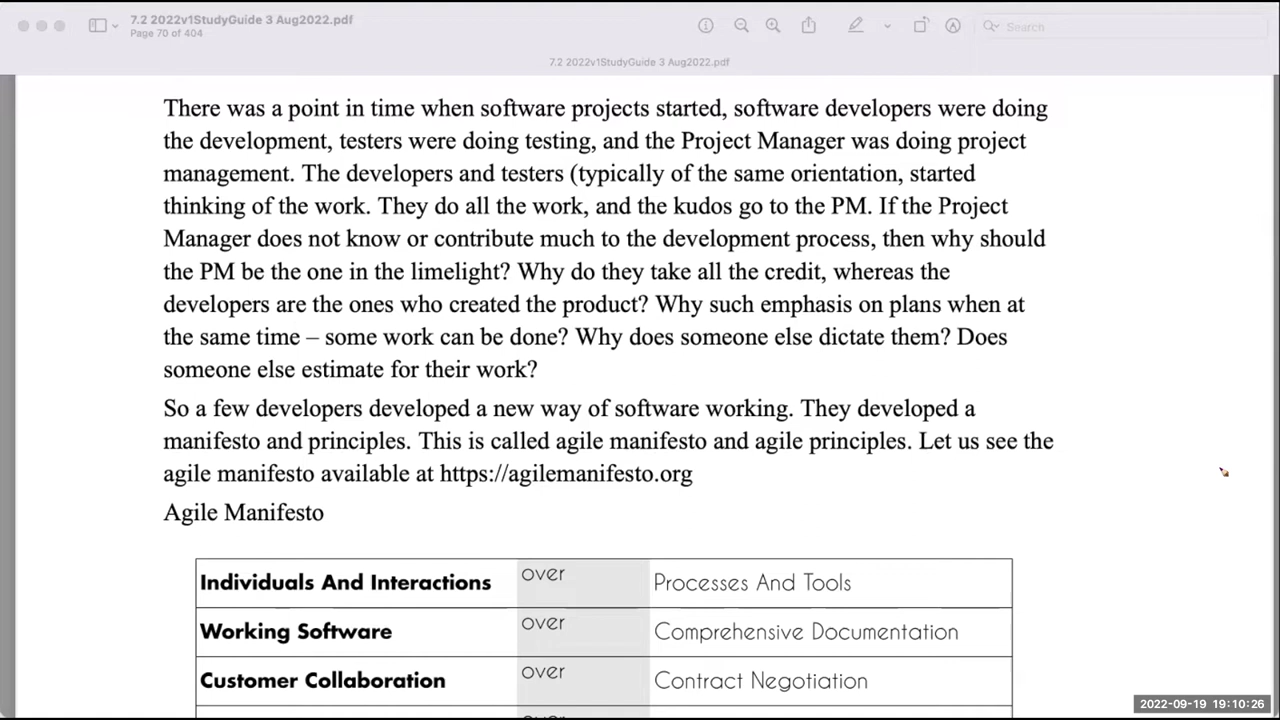 7.2 2022v1StudyGuide 3 Aug2022.pdf
Page 70 of 404
Search
7.2 2022v1StudyGuide 3 Aug2022.pdf
There was a point in time when software projects started, software developers were doing
the development, testers were doing testing, and the Project Manager was doing project
management. The developers and testers (typically of the same orientation, started
thinking of the work. They do all the work, and the kudos go to the PM. If the Project
Manager does not know or contribute much to the development process, then why should
the PM be the one in the limelight? Why do they take all the credit, whereas the
developers are the ones who created the product? Why such emphasis on plans when at
the same time – some work can be done? Why does someone else dictate them? Does
someone else estimate for their work?
So a few developers developed a new way of software working. They developed a
manifesto and principles. This is called agile manifesto and agile principles. Let us see the
agile manifesto available at https://agilemanifesto.org
Agile Manifesto
Individuals And Interactions over Processes And Tools
Working Software over Comprehensive Documentation
Customer Collaboration over Contract Negotiation
2022-09-19 19:10:26